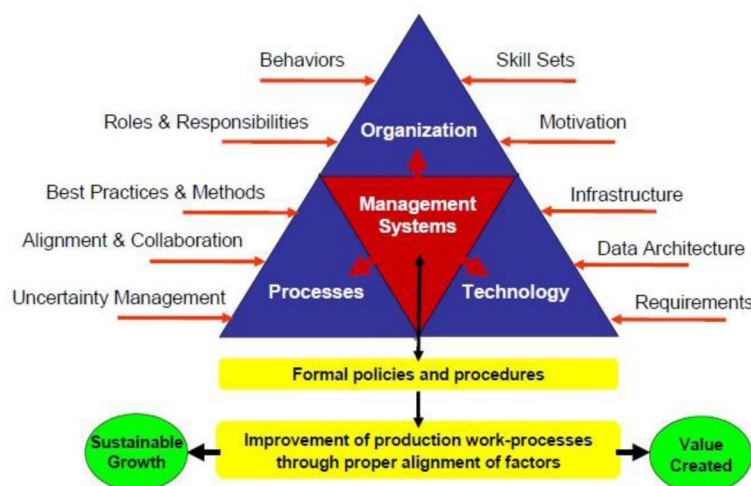 Behaviors
Skill Sets
Roles & Responsibilities
Organization
Motivation
Best Practices & Methods
Management
Systems
Infrastructure
Alignment & Collaboration
Data Architecture
Uncertainty Management
Processes
Technology
Requirements
Formal policies and procedures
Sustainable
Growth
Improvement of production work-processes
through proper alignment of factors
Value
Created